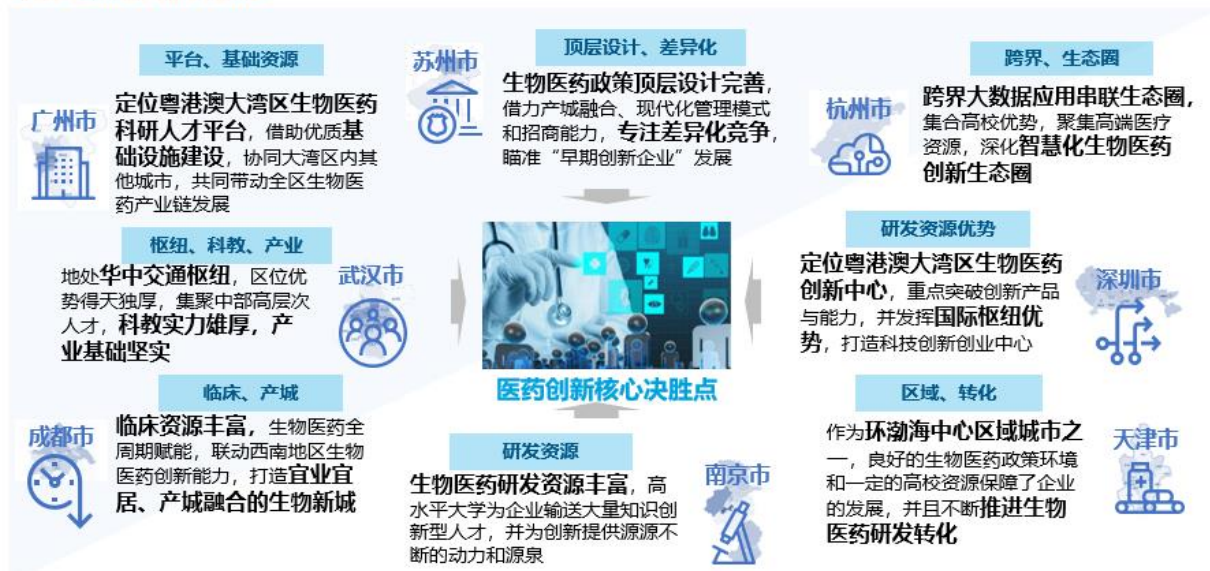 平台、基础资源
广州市
定位粤港澳大湾区生物医药
科研人才平台，借助优质基
础设施建设，协同大湾区内其
他城市，共同带动全区生物医
药产业链发展
苏州市
顶层设计、差异化
生物医药政策顶层设计完善，
借力产城融合、现代化管理模式
和招商能力，专注差异化竞争，
瞄准“早期创新企业”发展
跨界、生态圈
杭州市
跨界大数据应用串联生态圈，
集合高校优势，聚集高端医疗
资源，深化智慧化生物医药
创新生态圈
枢纽、科教、产业
地处华中交通枢纽，区位优
势得天独厚，集聚中部高层次
人才，科教实力雄厚，产
业基础坚实
武汉市
研发资源优势
定位粤港澳大湾区生物医药
创新中心，重点突破创新产品
与能力，并发挥国际枢纽优
势，打造科技创新创业中心
深圳市
医药创新核心决胜点
临床、产城
成都市
临床资源丰富，生物医药全
周期赋能，联动西南地区生物
医药创新能力，打造宜业宜
居、产城融合的生物新城
研发资源
生物医药研发资源丰富，高
水平大学为企业输送大量知识创
新型人才，并为创新提供源源不
断的动力和源泉
南京市
区域、转化
作为环渤海中心区域城市之
一，良好的生物医药政策环境
和一定的高校资源保障了企业
的发展，并且不断推进生物
医药研发转化
天津市